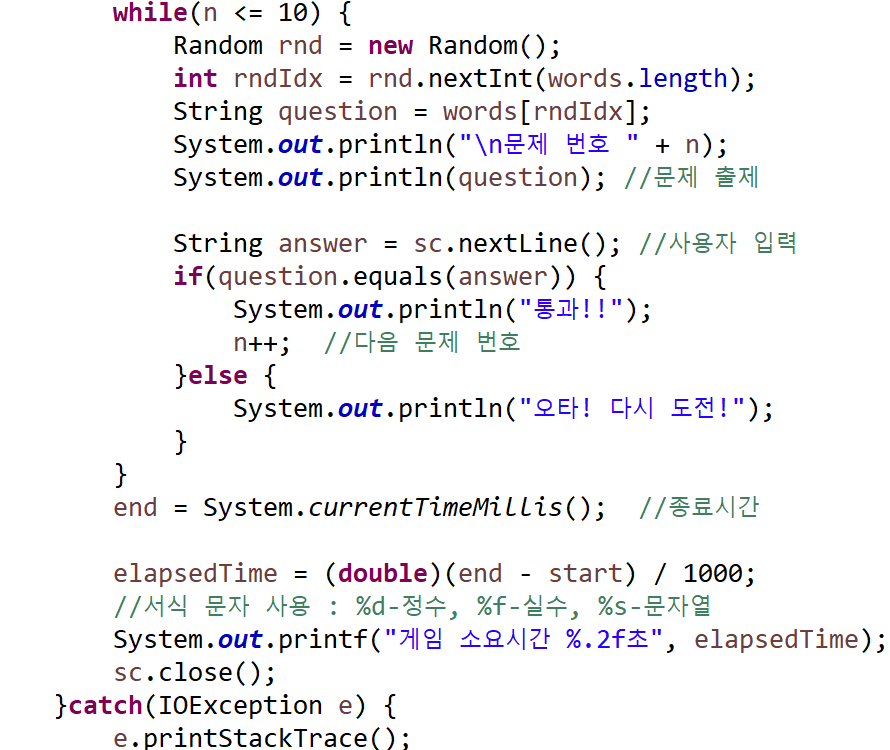 while(n <= 10) {
Random rnd = new Random();
int rndIdx = rnd.nextInt(words.length);
String question = words[rndIdx];
System.out.println("\n문제 번호 " + n);
System.out.println(question); //문제 출제
String answer = sc.nextLine(); //사용자 입력
if(question.equals(answer)) {
System.out.println("통과!!");
n++;  //다음 문제 번호
}else {
System.out.println("오타! 다시 도전!");
}
}
end = System.currentTimeMillis();  //종료시간
elapsedTime = (double)(end - start) / 1000;
//서식 문자 사용 : %d-정수, %f-실수, %s-문자열
System.out.printf("게임 소요시간 %.2f초", elapsedTime);
sc.close();
}catch(IOException e) {
e.printStackTrace();